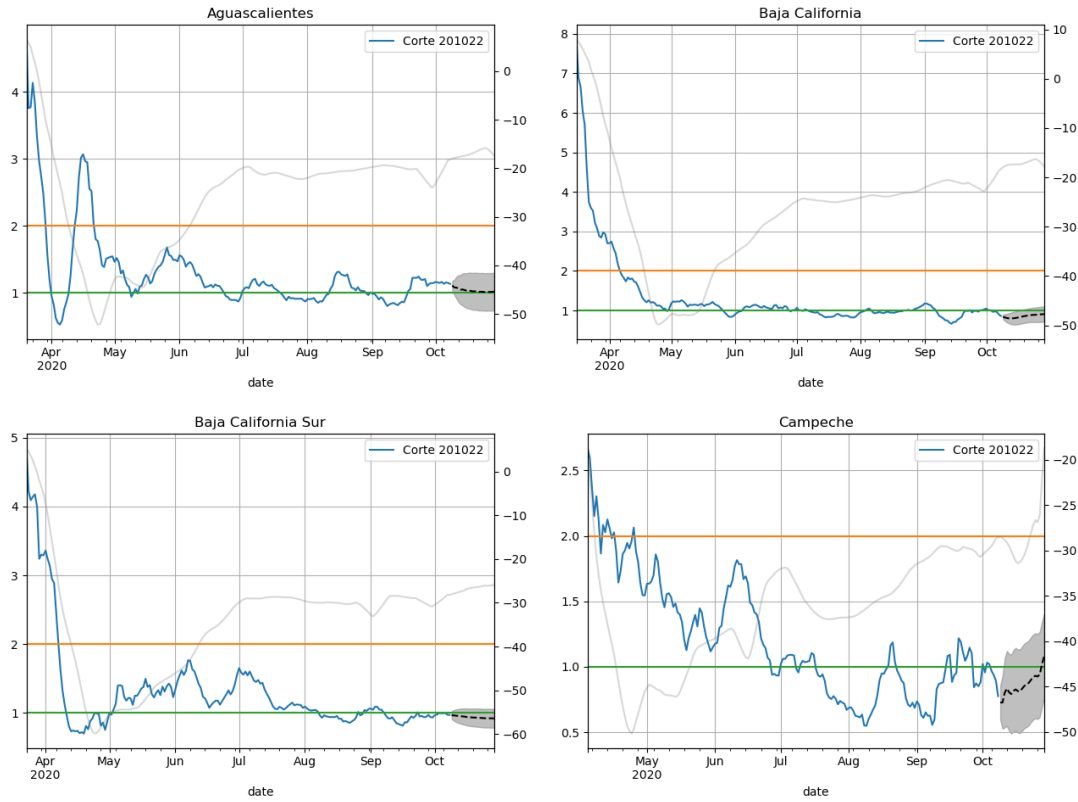 Aguascalientes
Corte 201022
4
3
2
1
0
−10
−20
−30
−40
−50
Apr
2020
May
Jun
Jul
Aug
Sep
Oct
date
Baja California
Corte 201022
8
7
6
5
4
3
2
1
10
0
−10
−20
−30
−40
−50
Apr
2020
May
Jun
Jul
Aug
Sep
Oct
date
Baja California Sur
Corte 201022
5
4
3
2
1
0
−10
−20
−30
−40
−50
−60
Apr
2020
May
Jun
Jul
Aug
Sep
Oct
date
Campeche
Corte 201022
2.5
2.0
1.5
1.0
0.5
−20
−25
−30
−35
−40
−45
−50
May
2020
Jun
Jul
Aug
Sep
Oct
date